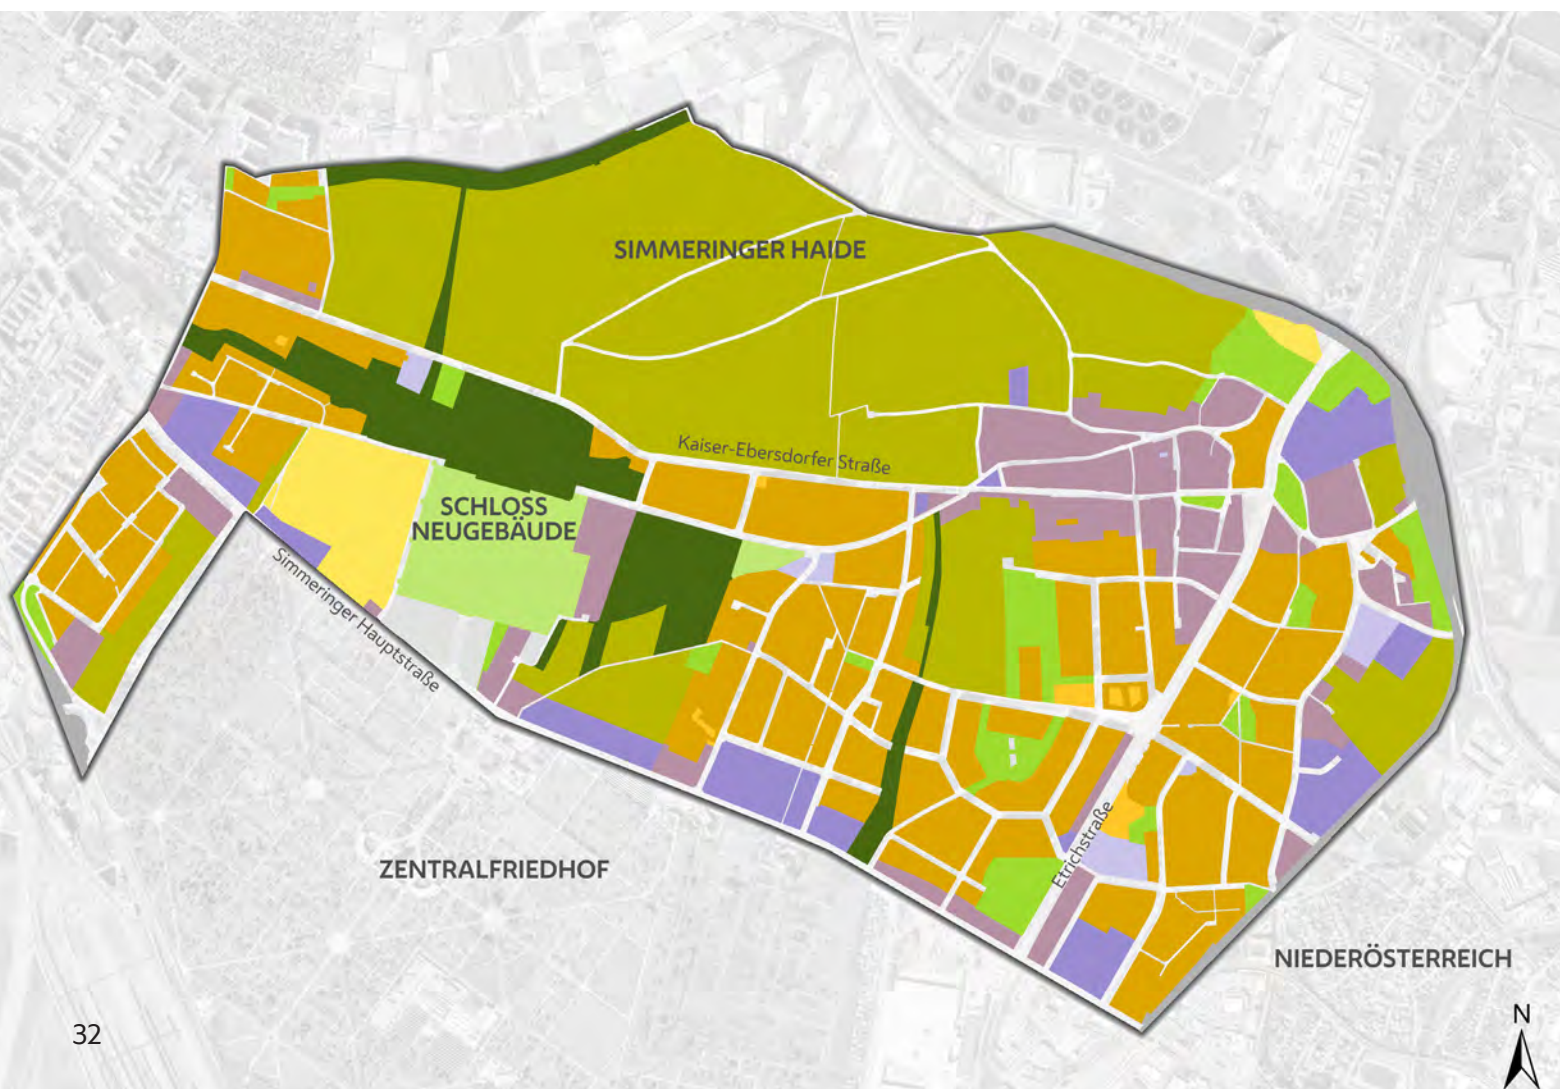 SIMMERINGER HAIDE
Kaiser-Ebersdorfer Straße
SCHLOSS
NEUGEBÄUDE
Simmeringer Hauptstraße
Etrichstraße
ZENTRALFRIEDHOF
NIEDERÖSTERREICH
N
32